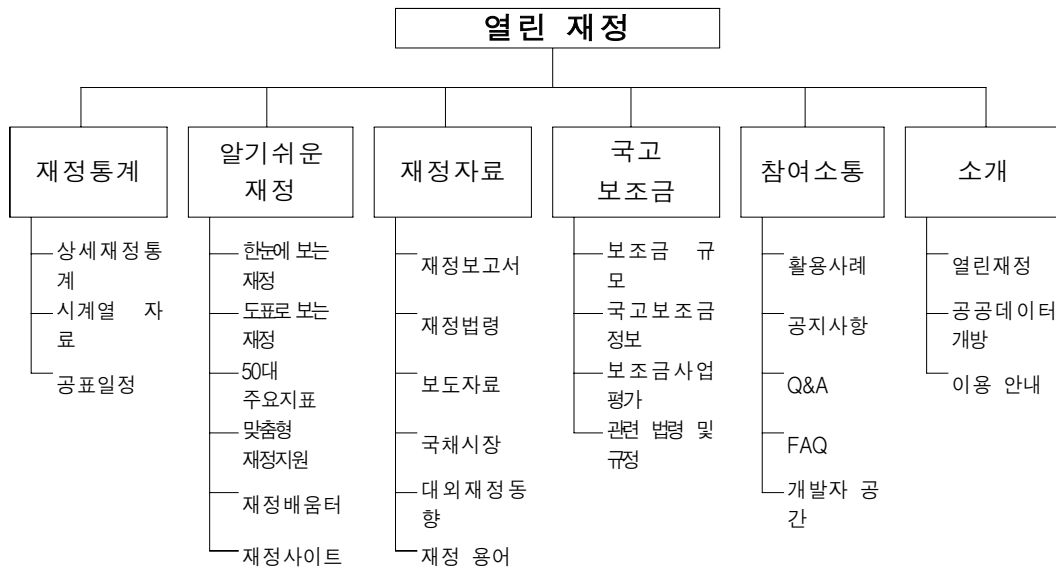 열린 재정
재정통계
상세재정통
계
시계열 자
료
공표일정
알기쉬운
재정
한눈에 보는
재정
도표로 보는
재정
50대
주요지표
맞춤형
재정지원
재정배움터
재정사이트
재정자료
재정보고서
재정법령
보도자료
국채시장
대외재정동
향
재정 용어
국고
보조금
보조금 규
모
국고보조금
정보
보조금사업
평가
관련 법령 및
규정
참여소통
활용사례
공지사항
Q&A
FAQ
개발자 공
간
소개
열린재정
공공데이터
개방
이용 안내